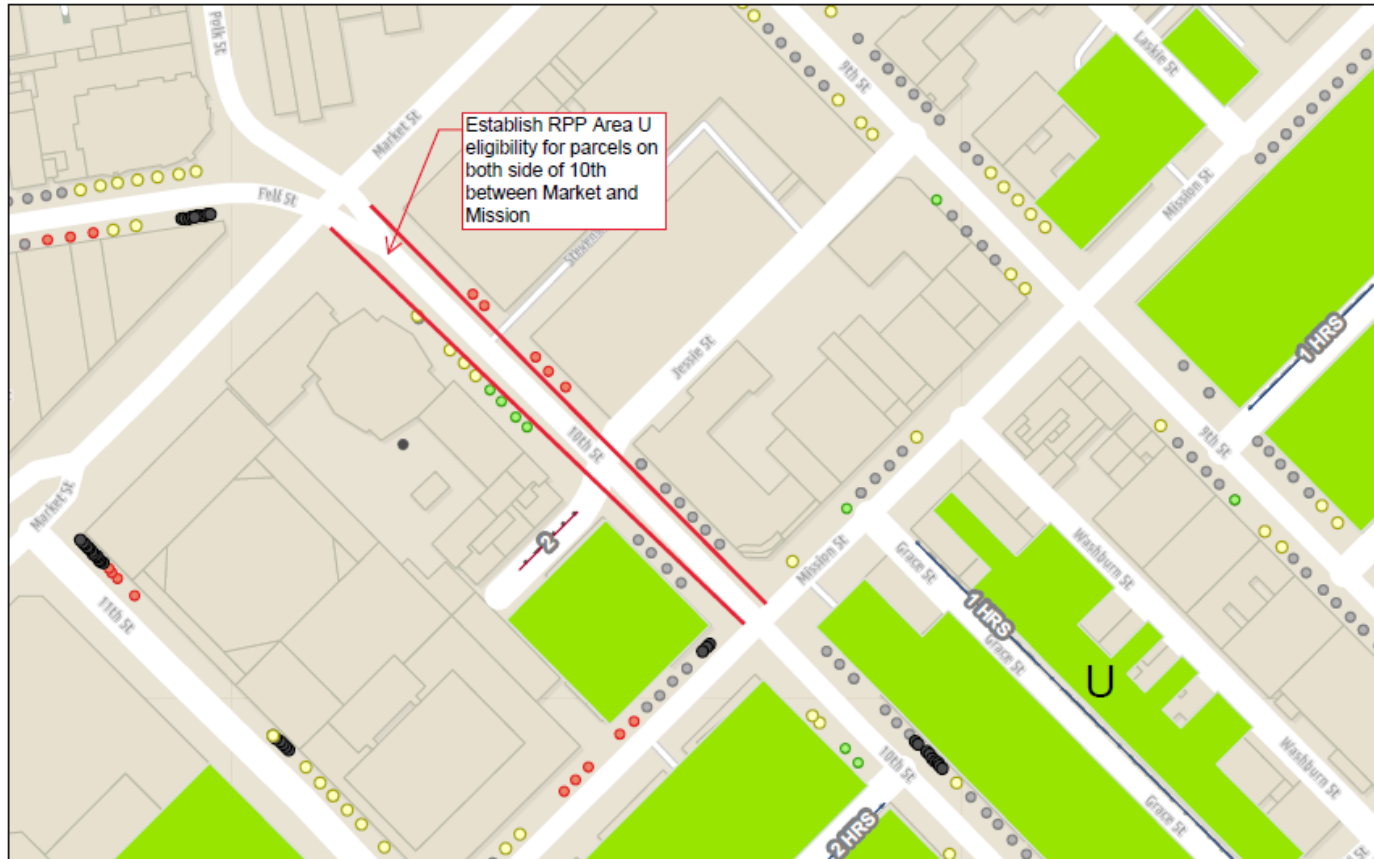 Polk St
Market St
Establish RPP Area U
eligibility for parcels on
both side of 10th
between Market and
Mission
9th St
Laskie St
Mission St
Fell St
Jessie St
1 HRS
10th St
9th St
Market St
2
Mission St
Grace St
Washburn St
1 HRS
Grace St
U
11th St
10th St
Washburn St
Grace St
2 HRS